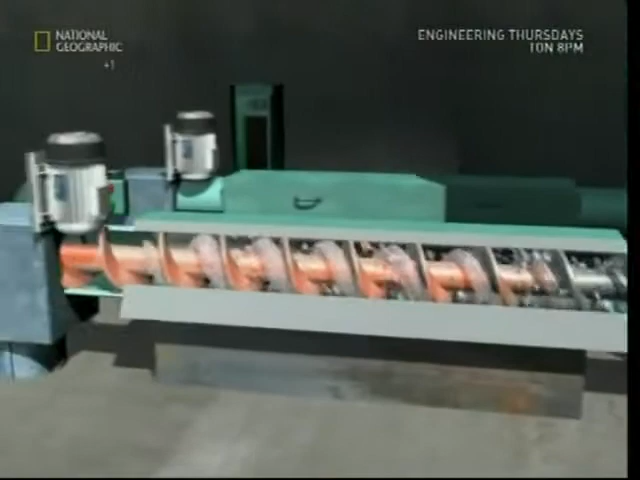 NATIONAL
GEOGRAPHIC
+1
ENGINEERING THURSDAYS
10N 8PM